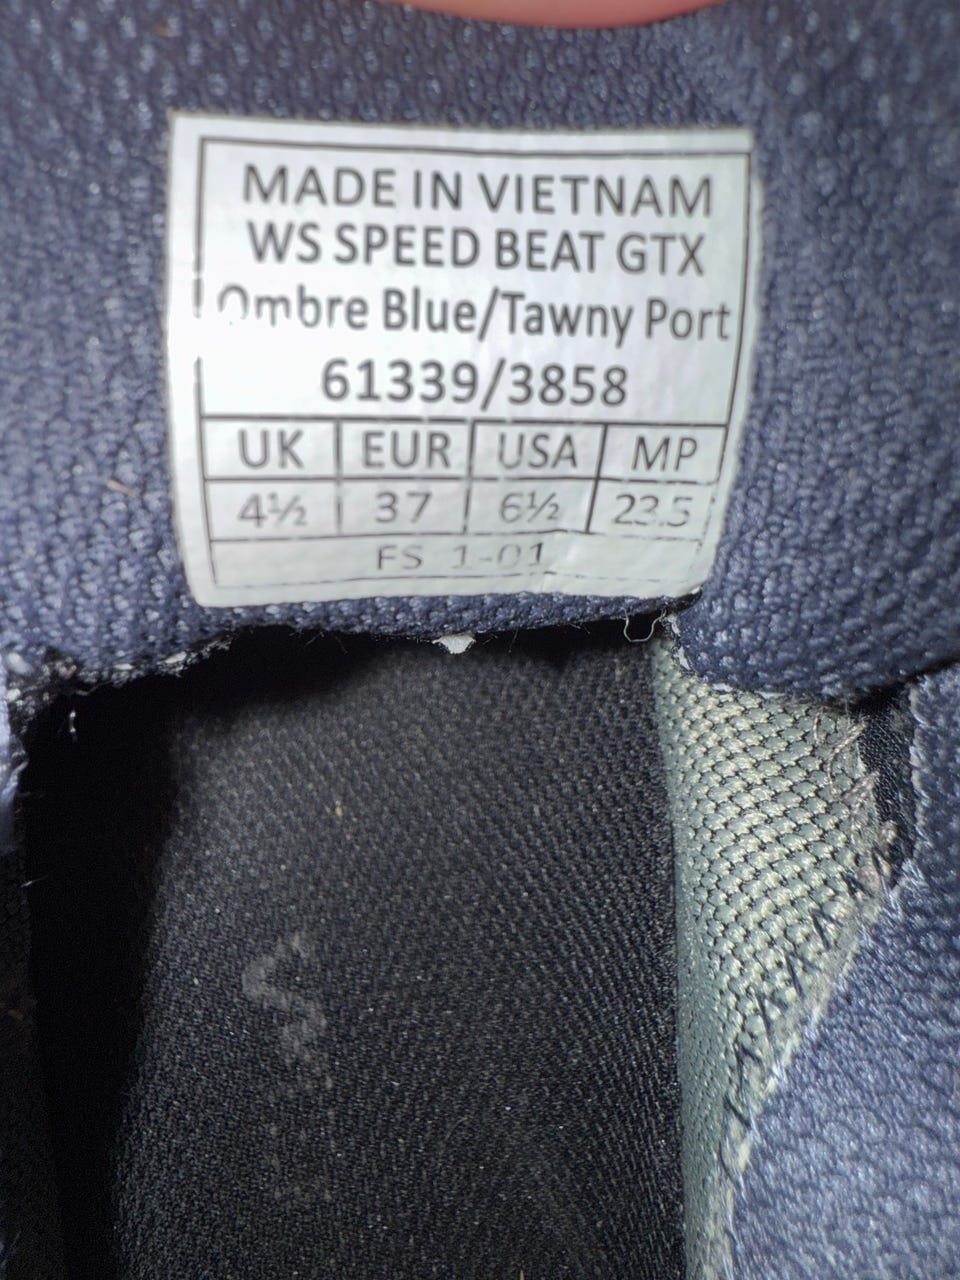 MADE IN VIETNAM
WS SPEED BEAT GTX
Ombre Blue/Tawny Port
61339/3858
UK EUR USA MP
4½ 37 6½ 23.5
FS 1-01